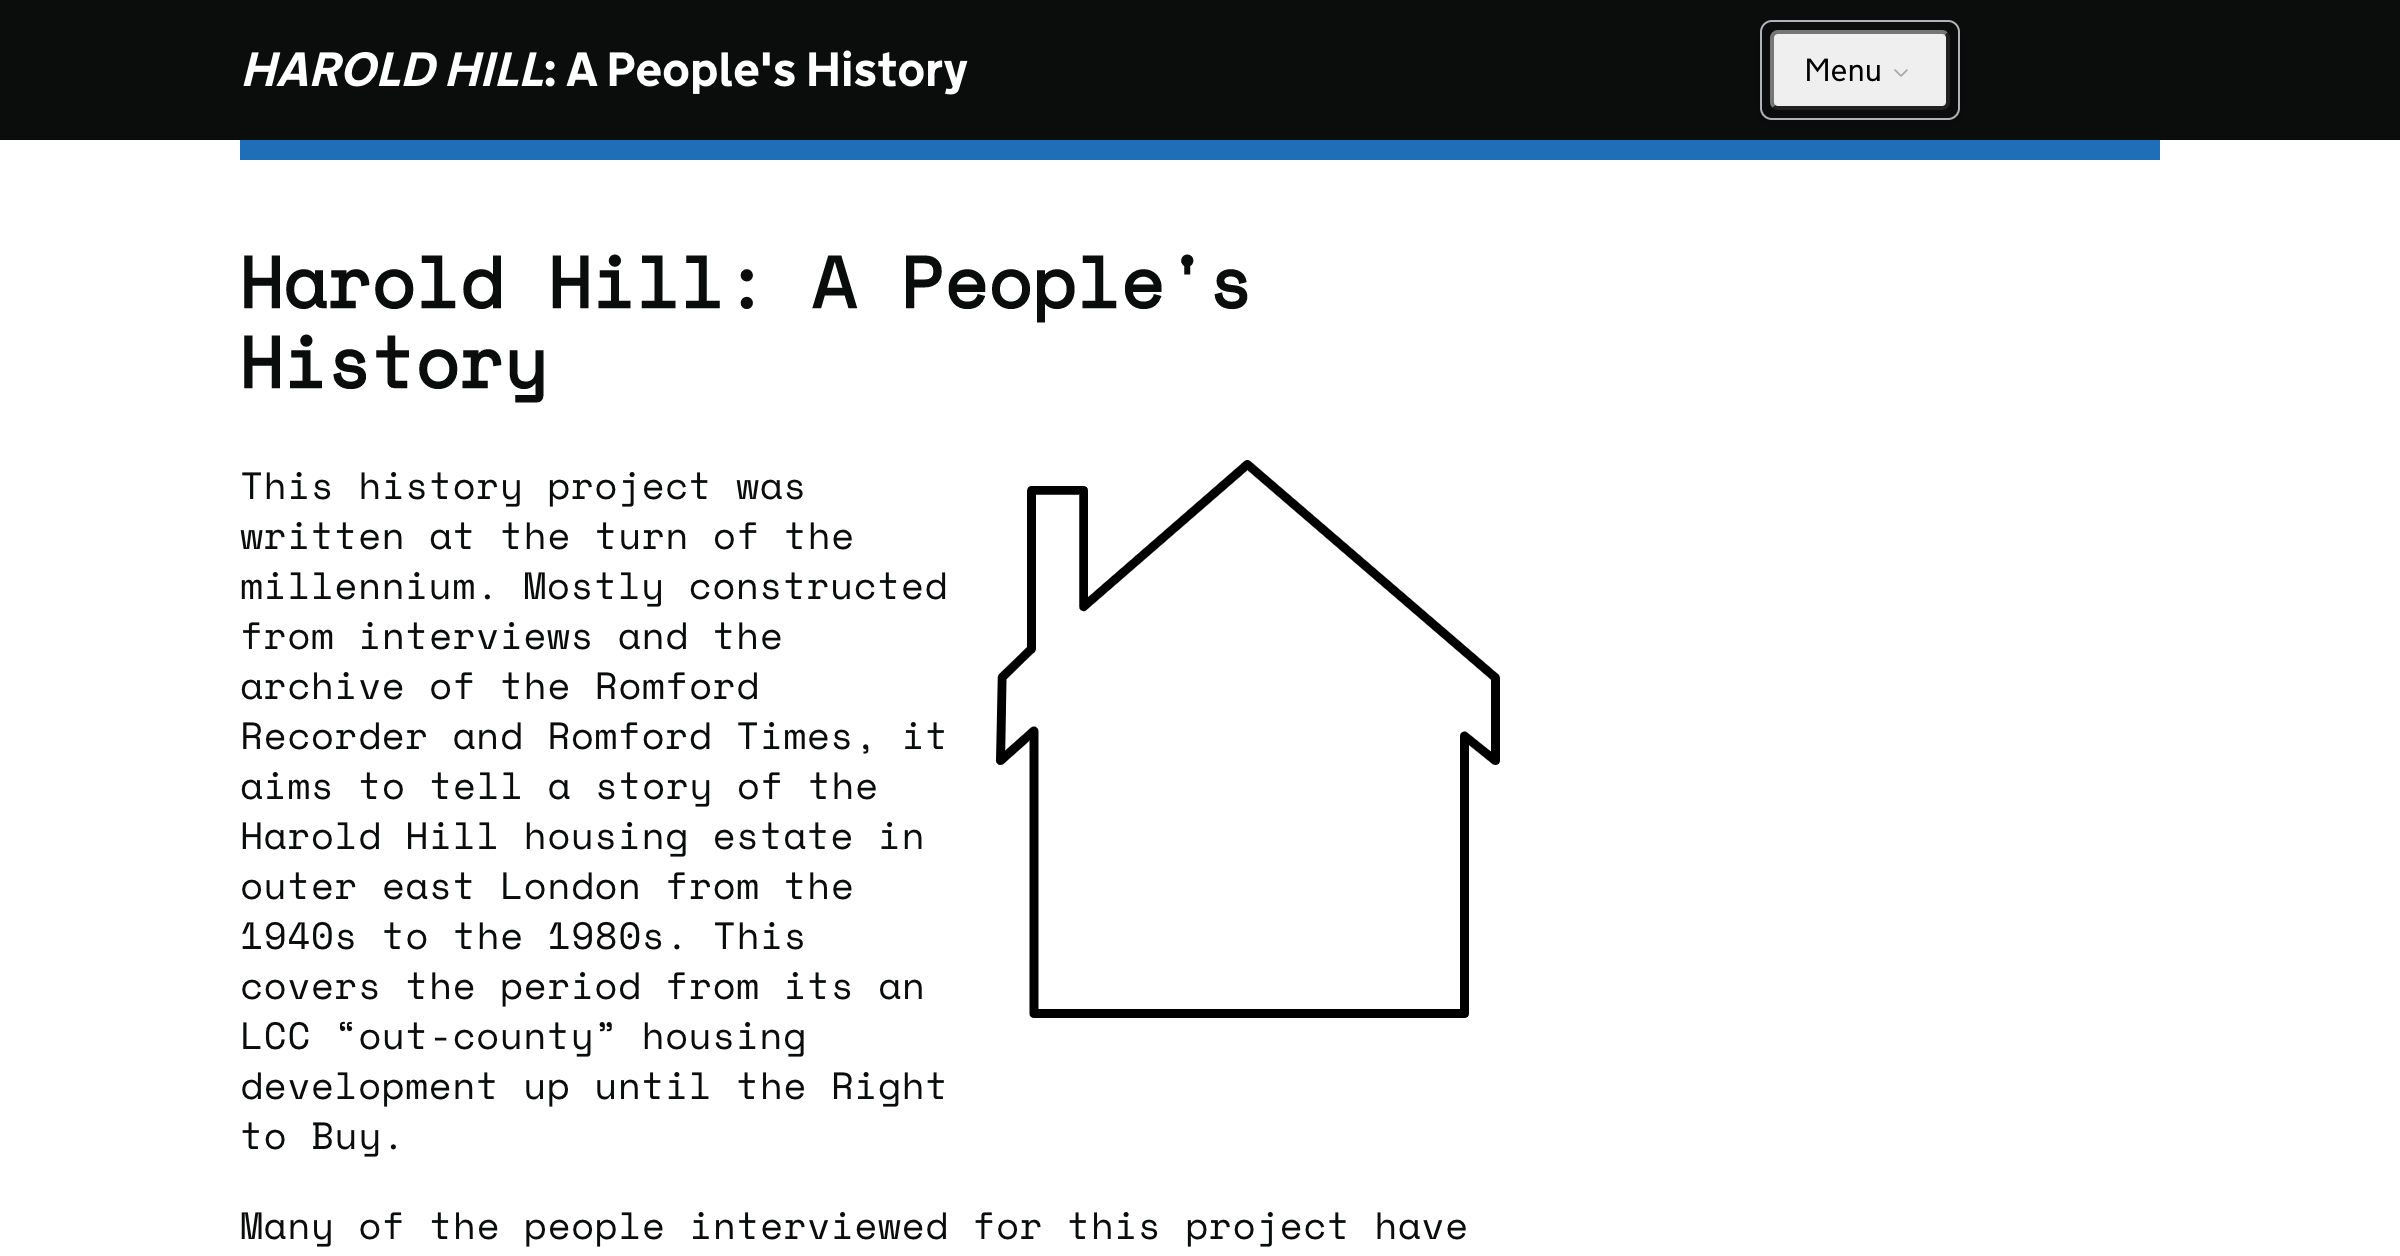 HAROLD HILL: A People's History
Menu
Harold Hill: A People's
History
This history project was
written at the turn of the
millennium. Mostly constructed
from interviews and the
archive of the Romford
Recorder and Romford Times, it
aims to tell a story of the
Harold Hill housing estate in
outer east London from the
1940s to the 1980s. This
covers the period from its an
LCC “out-county” housing
development up until the Right
to Buy.
Many of the people interviewed for this project have